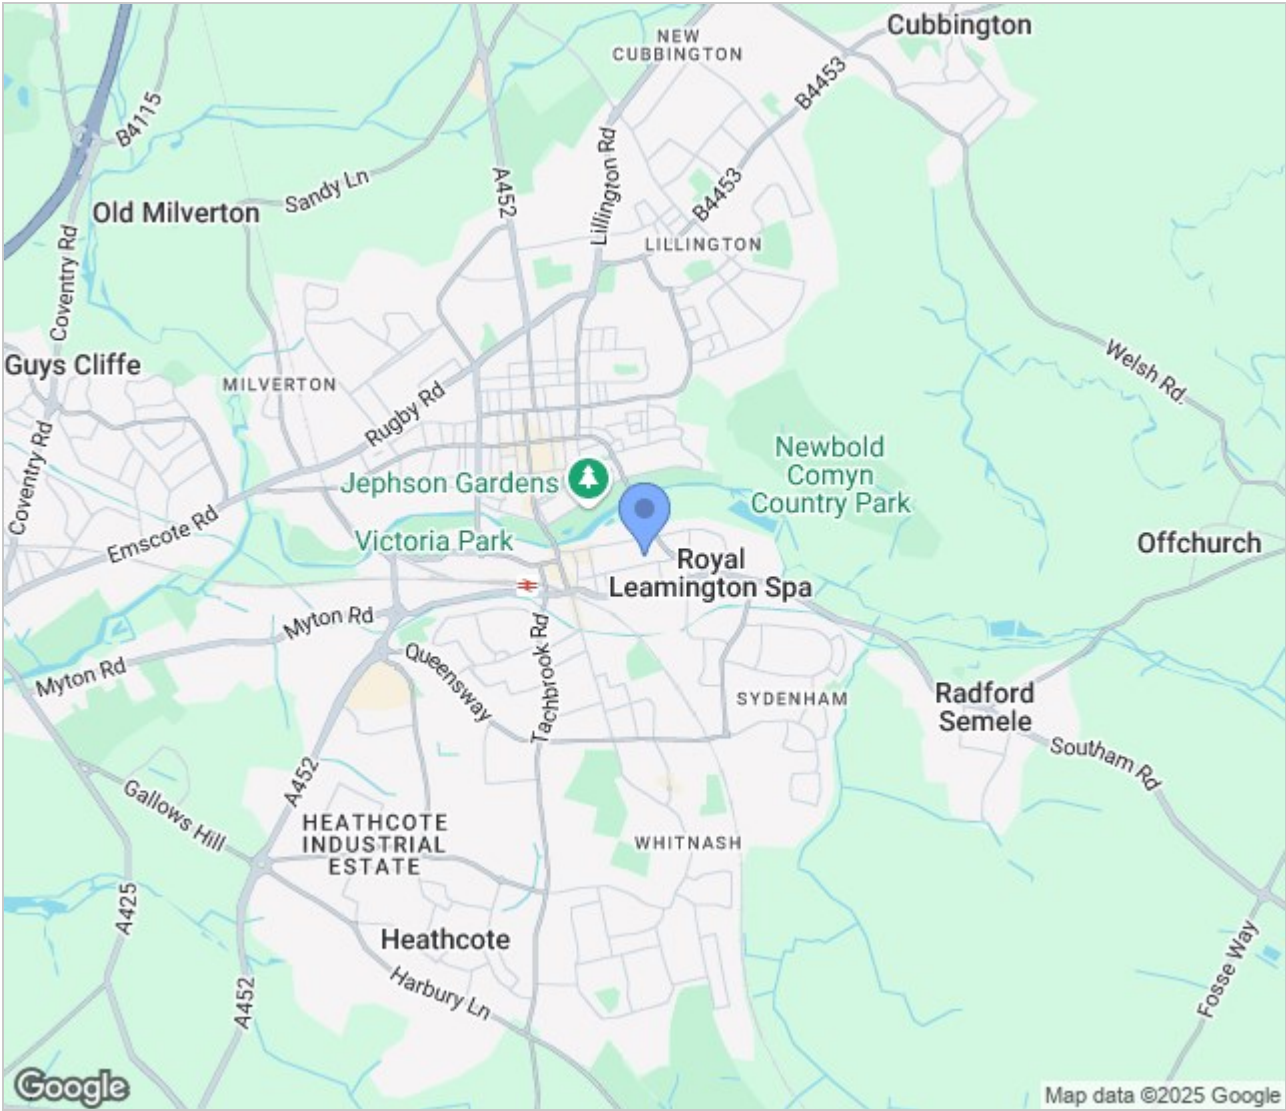 Cubbington
NEW
CUBBINGTON
B4453
B4115
Lillington Rd
A452
Sandy Ln
B4453
Old Milverton
LILLINGTON
Coventry Rd
Welsh Rd.
Guys Cliffe
MILVERTON
Rugby Rd
Newbold
Comyn
Country Park
Coventry Rd
Jephson Gardens
Emscote Rd
Victoria Park
Offchurch
Royal
Leamington Spa
Myton Rd
Tachbrook Rd
Myton Rd
Queensway
SYDENHAM
Radford
Semele
Southam Rd
A452
Gallows Hill
HEATHCOTE
INDUSTRIAL
ESTATE
WHITNASH
A425
Heathcote
Fosse Way
Harbury Ln
A452
Google
Map data ©2025 Google